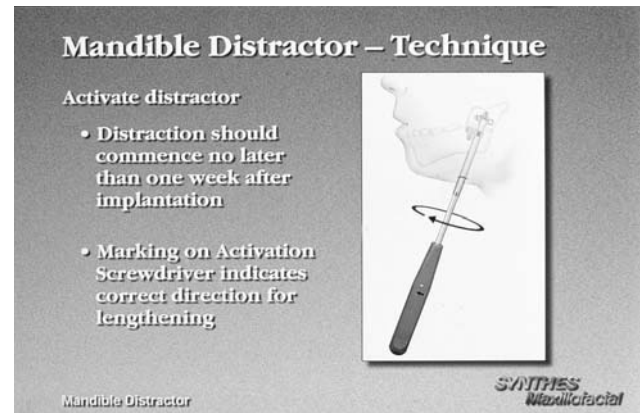 Mandible Distractor – Technique
Activate distractor
• Distraction should
commence no later
than one week after
implantation
• Marking on Activation
Screwdriver indicates
correct direction for
lengthening
Mandible Distractor
SYNTHES
Maxillofacial